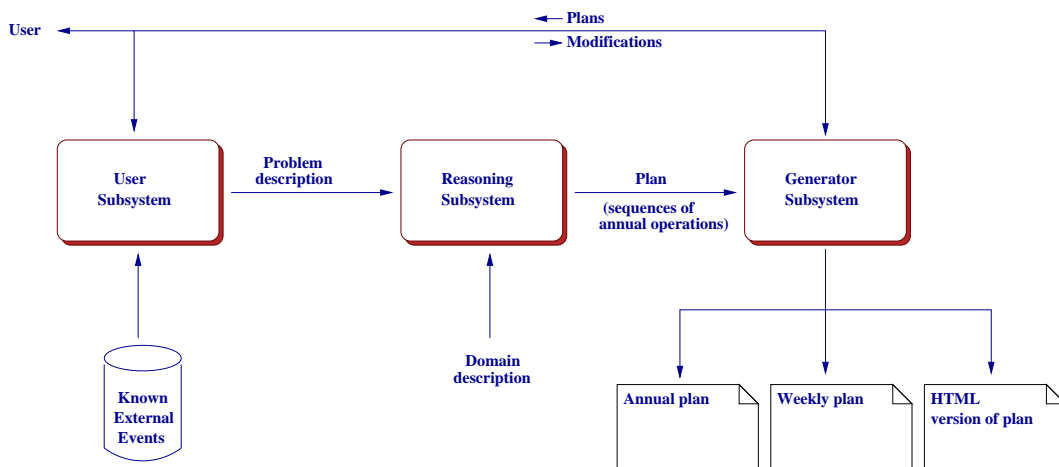 Plans
User
Modifications
User
Subsystem
Problem
description
Reasoning
Subsystem
Plan
(sequences of
annual operations)
Generator
Subsystem
Known
External
Events
Domain
description
Annual plan
Weekly plan
HTML
version of plan